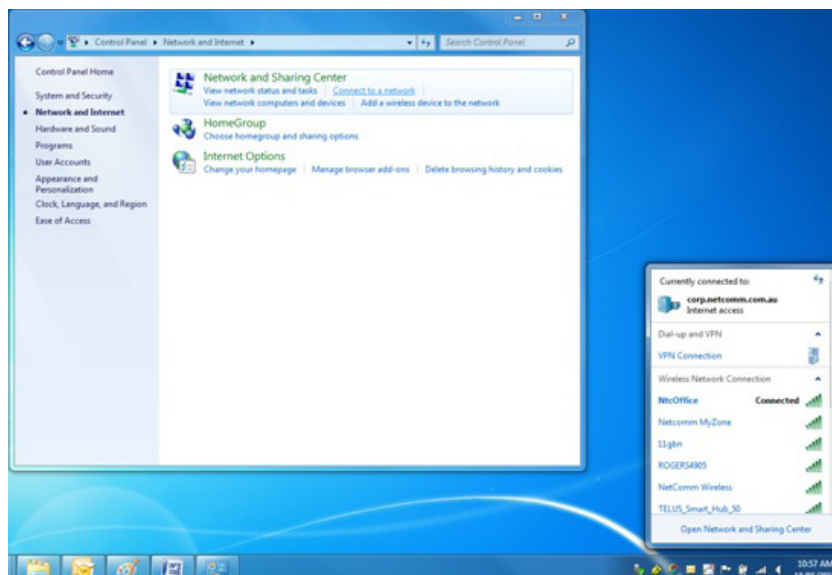 Control Panel ▸ Network and Internet ▸
Search Control Panel
Control Panel Home
System and Security
Network and Internet
Hardware and Sound
Programs
User Accounts
Appearance and
Personalization
Clock, Language, and Region
Ease of Access
Network and Sharing Center
View network status and tasks
Connect to a network
View network computers and devices
Add a wireless device to the network
HomeGroup
Choose homegroup and sharing options
Internet Options
Change your homepage
Manage browser add-ons
Delete browsing history and cookies
Currently connected to:
corp.netcomm.com.au
Internet access
Dial-up and VPN
VPN Connection
Wireless Network Connection
NtcOffice Connected
Netcomm MyZone
11gbn
ROGERS4905
NetComm Wireless
TELUS_Smart_Hub_50
Open Network and Sharing Center
10:57 AM